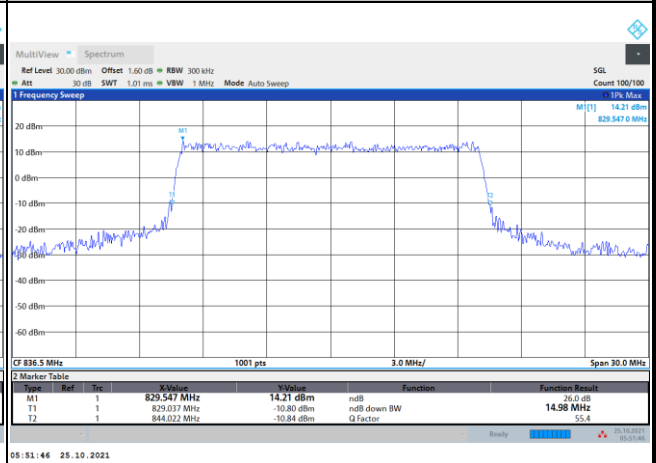 MultiView Spectrum
Ref Level 30.00 dBm Offset 1.60 dB RBW 300 kHz SGL
Att 30 dB SWT 1.01 ms VBW 1 MHz Mode Auto Sweep Count 100/100
1 Frequency Sweep 1Pk Max
M1[1] 14.21 dBm
829.547 0 MHz
20 dBm
M1
10 dBm
0 dBm
T1 T2
-10 dBm
-20 dBm
-30 dBm
-40 dBm
-50 dBm
-60 dBm
CF 836.5 MHz 1001 pts 3.0 MHz/ Span 30.0 MHz
2 Marker Table
Type Ref Trc X-Value Y-Value Function Function Result
M1 1 829.547 MHz 14.21 dBm ndB 26.0 dB
T1 1 829.037 MHz -10.80 dBm ndB down BW 14.98 MHz
T2 1 844.022 MHz -10.84 dBm Q Factor 55.4
Ready 25.10.2021
05:51:46
05:51:46 25.10.2021